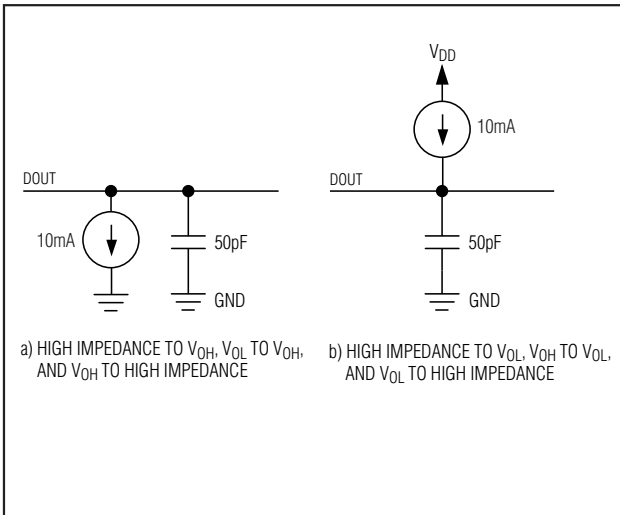 DOUT
10mA
50pF
GND
a) HIGH IMPEDANCE TO VOH, VOL TO VOH,
AND VOH TO HIGH IMPEDANCE
VDD
10mA
DOUT
50pF
GND
b) HIGH IMPEDANCE TO VOL, VOH TO VOL,
AND VOL TO HIGH IMPEDANCE